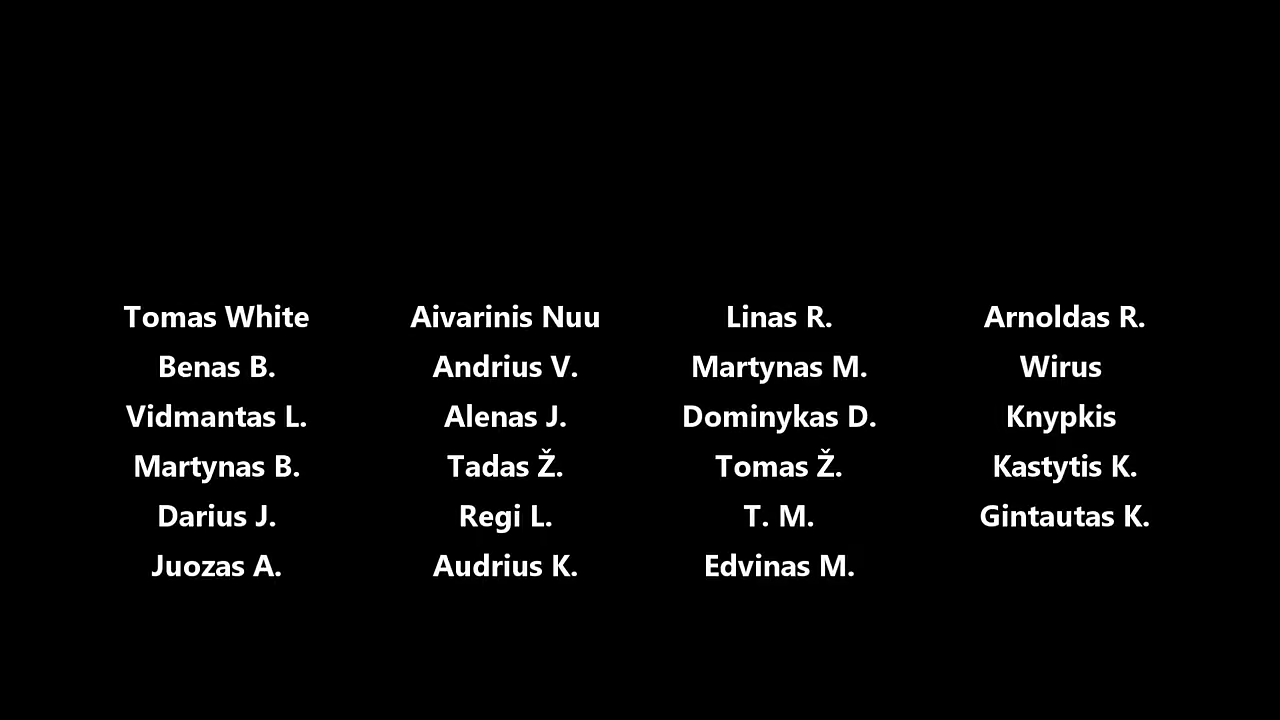 Tomas White Aivarinis Nuu Linas R. Arnoldas R.
Benas B. Andrius V. Martynas M. Wirus
Vidmantas L. Alenas J. Dominykas D. Knypkis
Martynas B. Tadas Ž. Tomas Ž. Kastytis K.
Darius J. Regi L. T. M. Gintautas K.
Juozas A. Audrius K. Edvinas M.